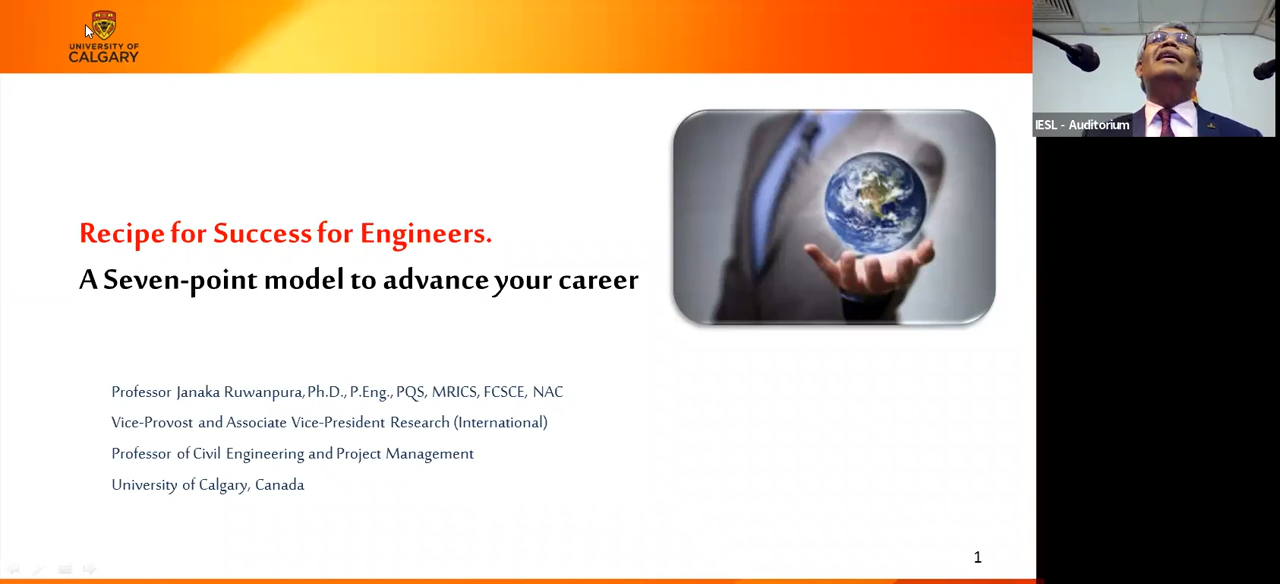 UNIVERSITY OF
CALGARY
IESL - Auditorium
Recipe for Success for Engineers.
A Seven-point model to advance your career
Professor Janaka Ruwanpura, Ph.D., P.Eng., PQS, MRICS, FCSCE, NAC
Vice-Provost and Associate Vice-President Research (International)
Professor of Civil Engineering and Project Management
University of Calgary, Canada
1